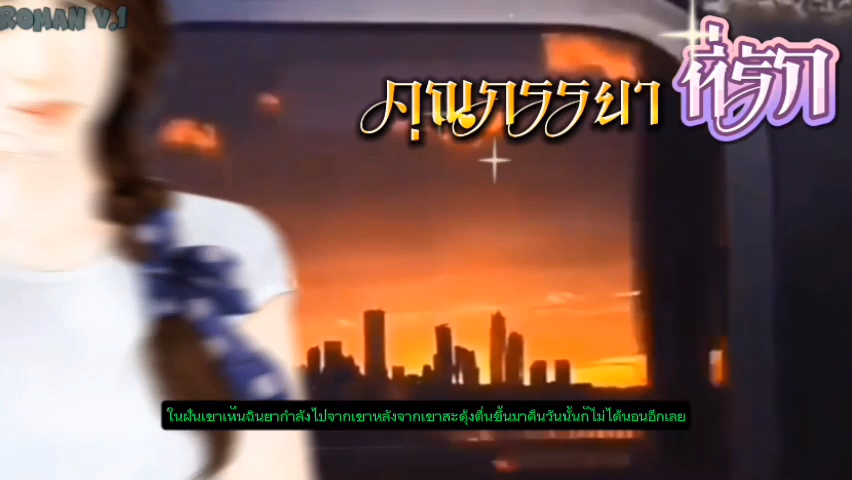 ROMAN V.1
คุณภรรยา ที่รัก
ในฝันเขาเห็นฉินยากำลังไปจากเขาหลังจากเขาสะดุ้งตื่นขึ้นมาคืนวันนั้นก็ไม่ได้นอนอีกเลย